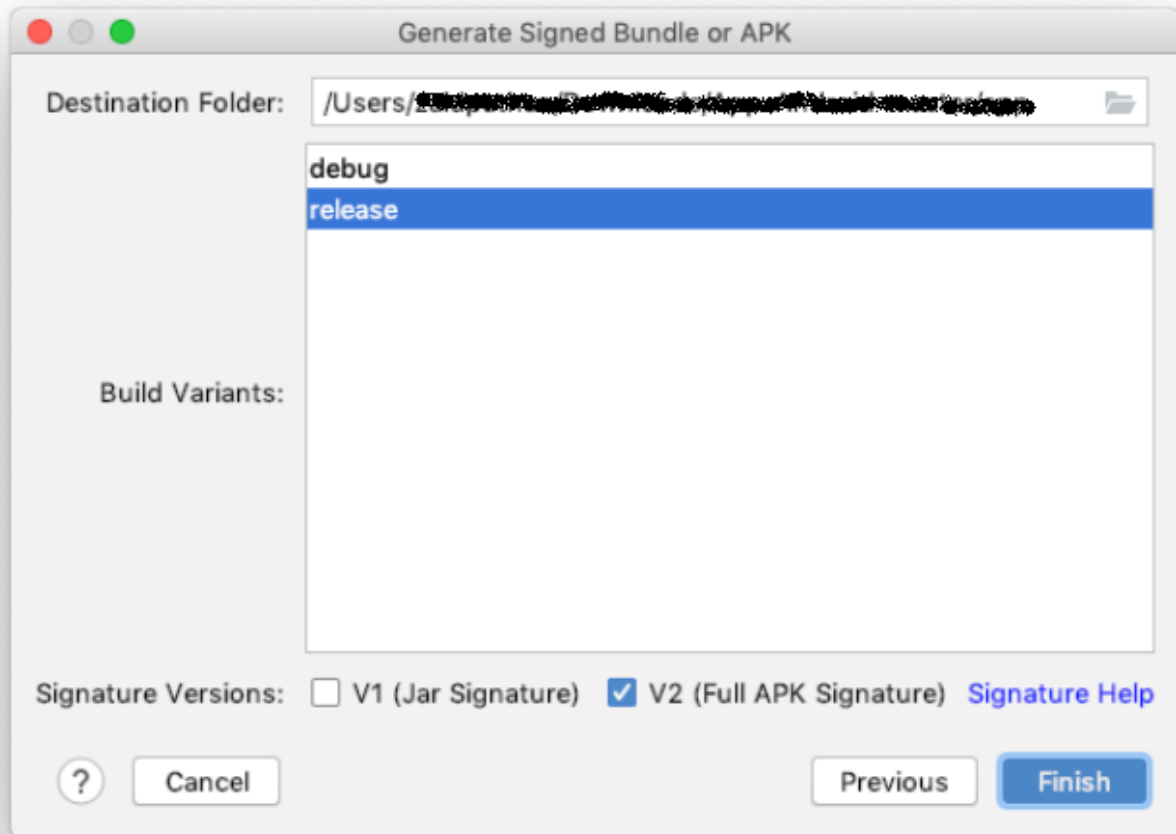 Generate Signed Bundle or APK
Destination Folder: /Users/
debug
release
Build Variants:
Signature Versions: V1 (Jar Signature) V2 (Full APK Signature) Signature Help
? Cancel Previous Finish